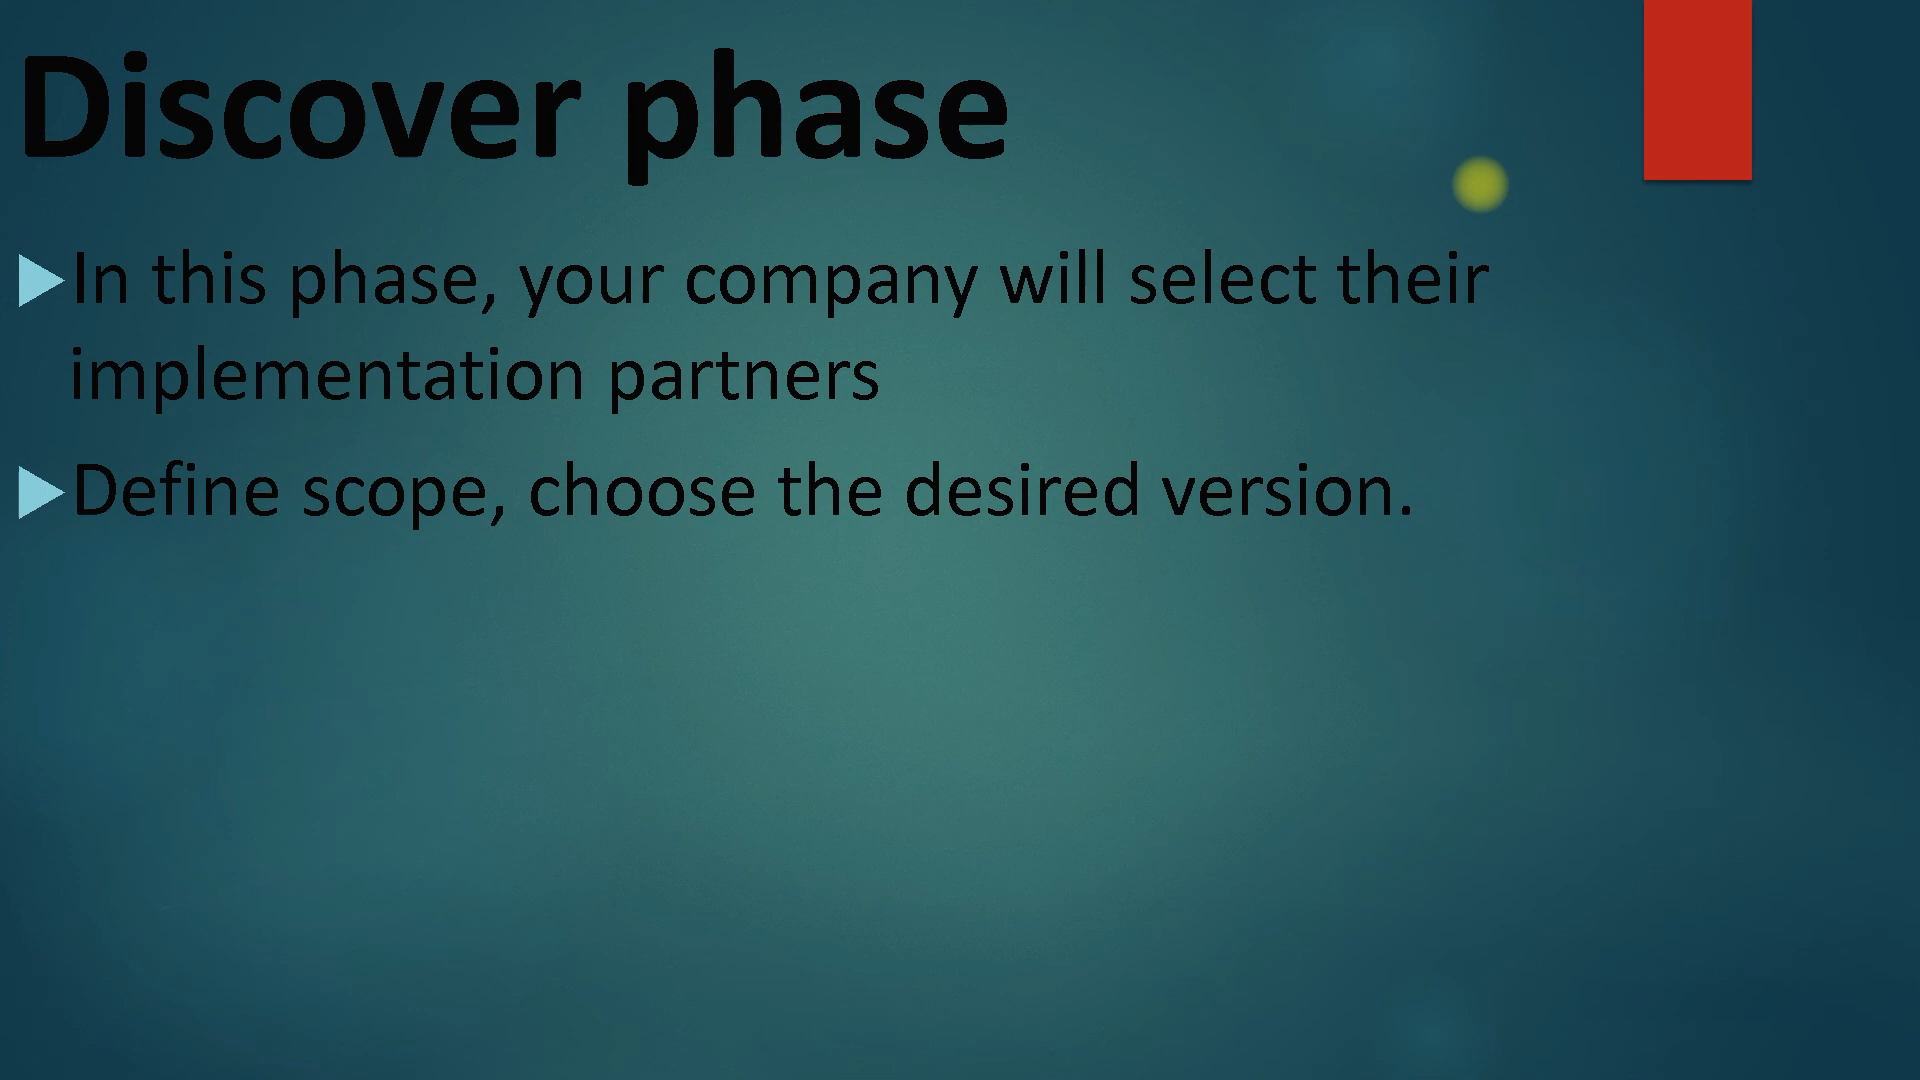 Discover phase
In this phase, your company will select their
implementation partners
Define scope, choose the desired version.